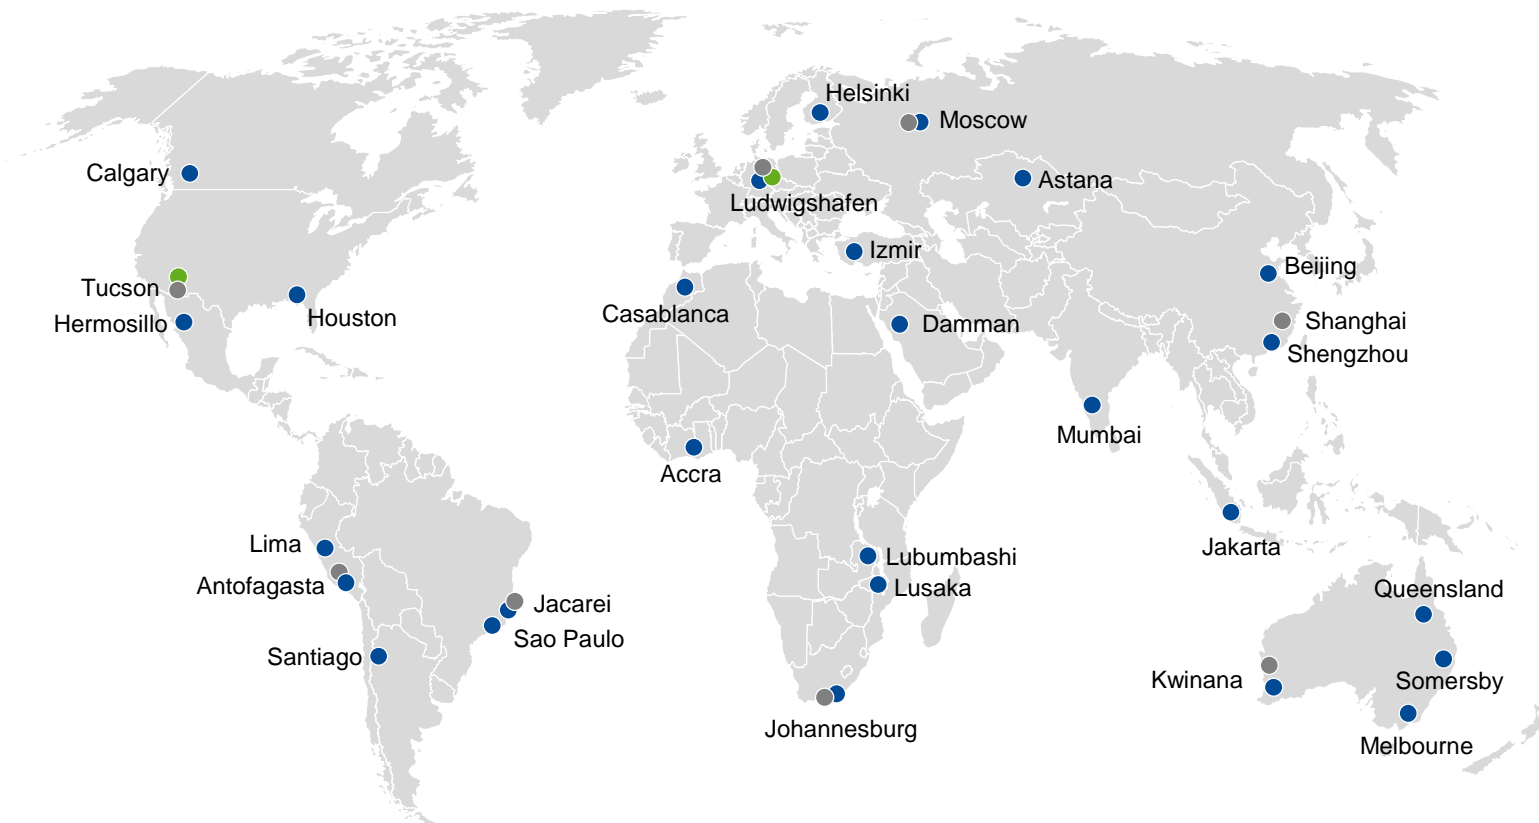 Helsinki
Moscow
Calgary
Astana
Ludwigshafen
Izmir
Beijing
Tucson
Casablanca
Houston
Hermosillo
Damman
Shanghai
Shengzhou
Mumbai
Accra
Lima
Jakarta
Lubumbashi
Antofagasta
Lusaka
Queensland
Jacarei
Sao Paulo
Santiago
Kwinana
Somersby
Johannesburg
Melbourne